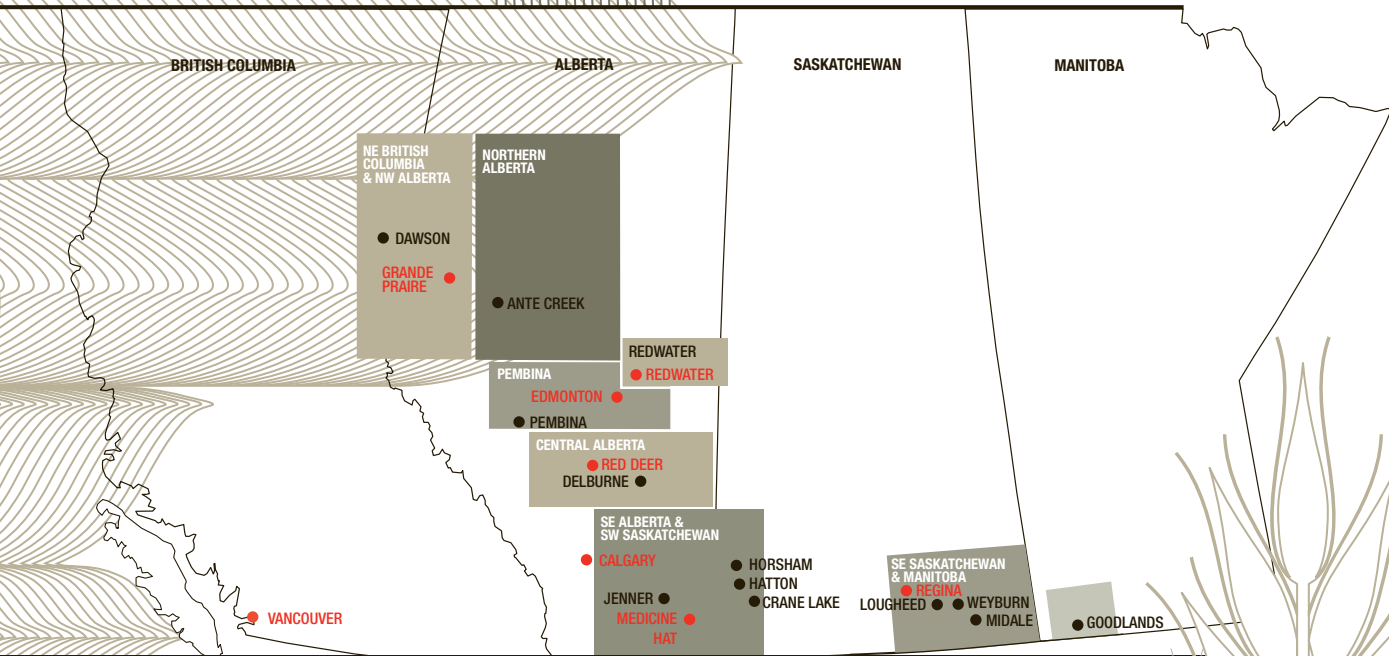 BRITISH COLUMBIA
ALBERTA
SASKATCHEWAN
MANITOBA
NE BRITISH
COLUMBIA
& NW ALBERTA
NORTHERN
ALBERTA
DAWSON
GRANDE
PRAIRE
ANTE CREEK
REDWATER
REDWATER
PEMBINA
EDMONTON
PEMBINA
CENTRAL ALBERTA
RED DEER
DELBURNE
SE ALBERTA &
SW SASKATCHEWAN
CALGARY
HORSHAM
HATTON
CRANE LAKE
JENNER
MEDICINE
HAT
SE SASKATCHEWAN
& MANITOBA
REGINA
LOUGHEED
WEYBURN
MIDALE
GOODLANDS
VANCOUVER